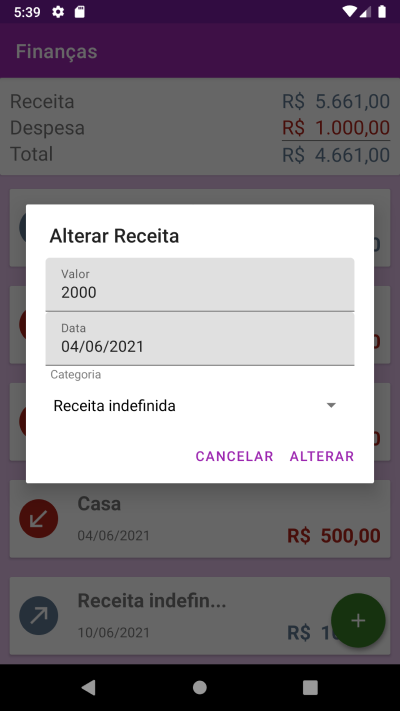 5:39
Finanças
Receita R$ 5.661,00
Despesa R$ 1.000,00
Total R$ 4.661,00
Alterar Receita
Valor
2000
Data
04/06/2021
Categoria
Receita indefinida
CANCELAR ALTERAR
Casa
04/06/2021 R$ 500,00
Receita indefin...
10/06/2021 R$